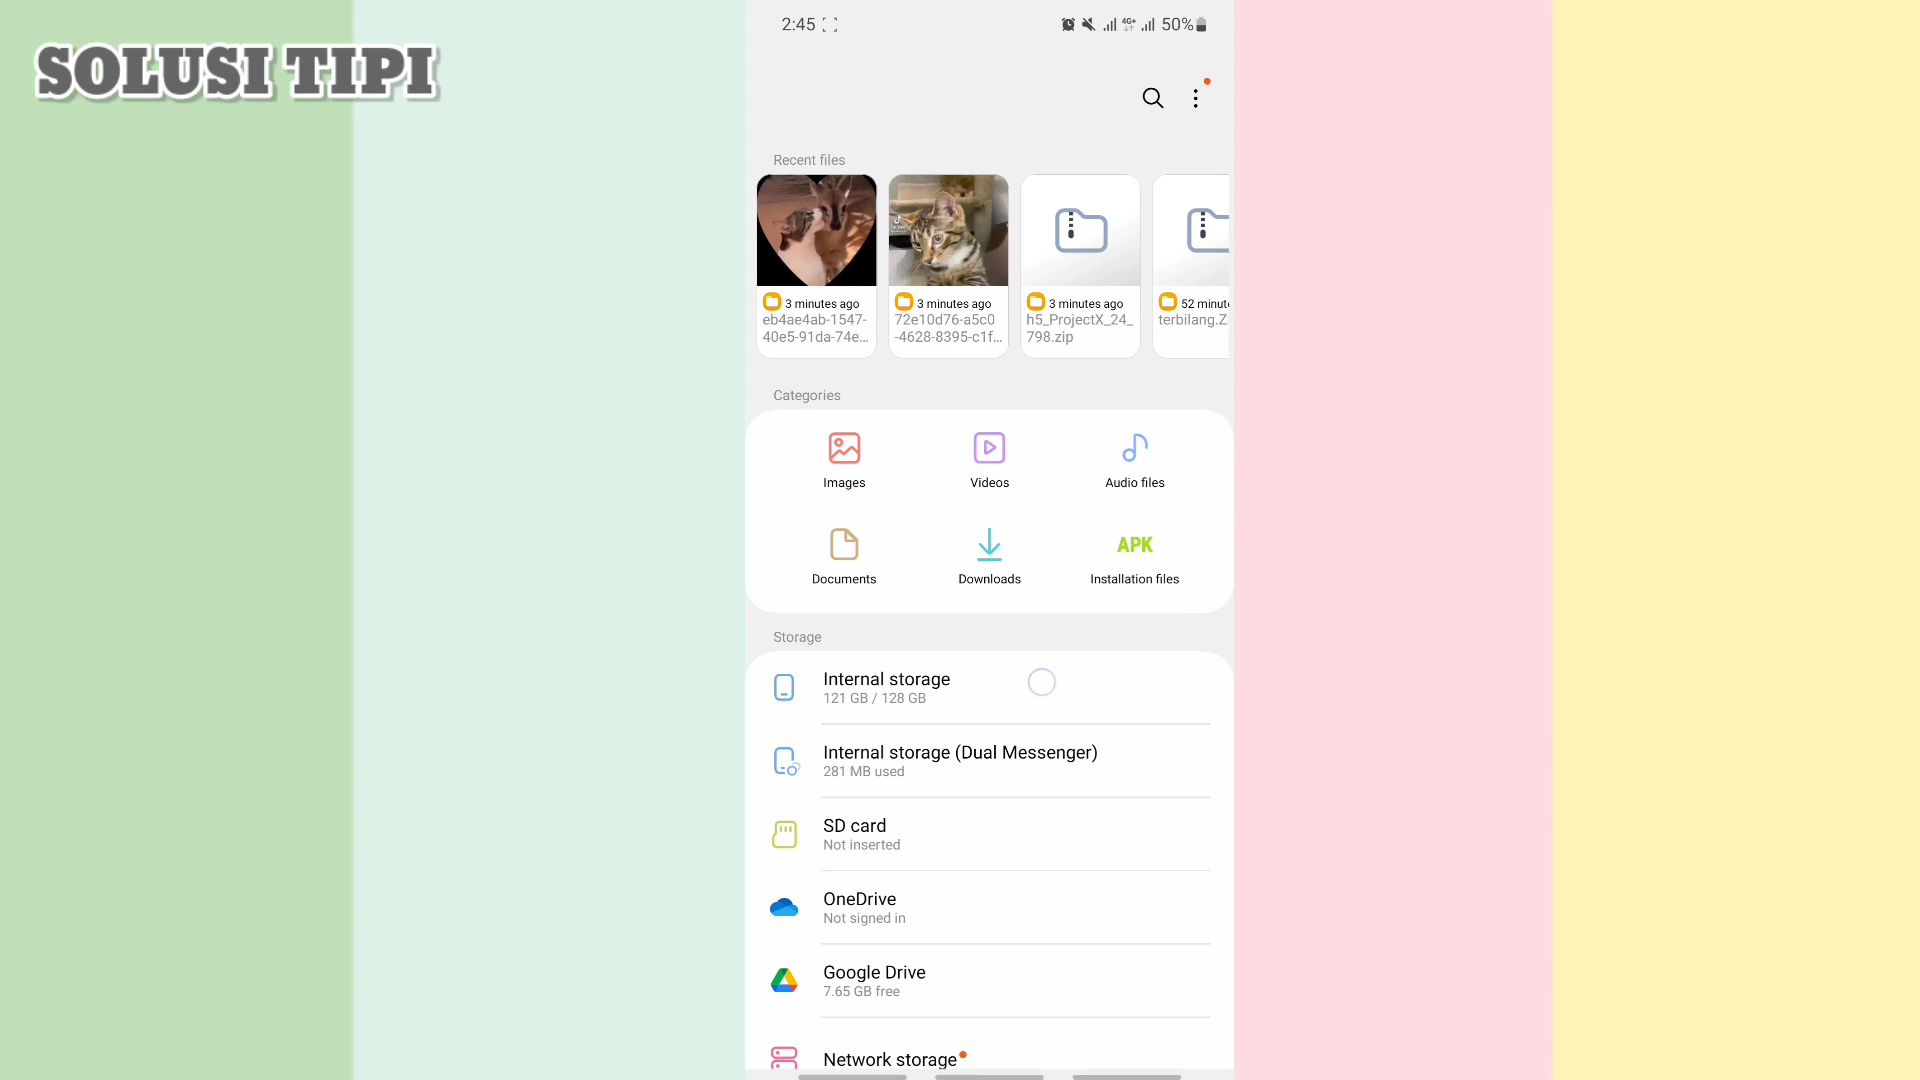 SOLUSI TIPI
2:45
4G+
50%
Recent files
3 minutes ago
eb4ae4ab-1547-
40e5-91da-74e...
3 minutes ago
72e10d76-a5c0
-4628-8395-c1f...
3 minutes ago
h5_ProjectX_24_
798.zip
52 minut
terbilang.Z
Categories
Images
Videos
Audio files
Documents
Downloads
APK
Installation files
Storage
Internal storage
121 GB / 128 GB
Internal storage (Dual Messenger)
281 MB used
SD card
Not inserted
OneDrive
Not signed in
Google Drive
7.65 GB free
Network storage